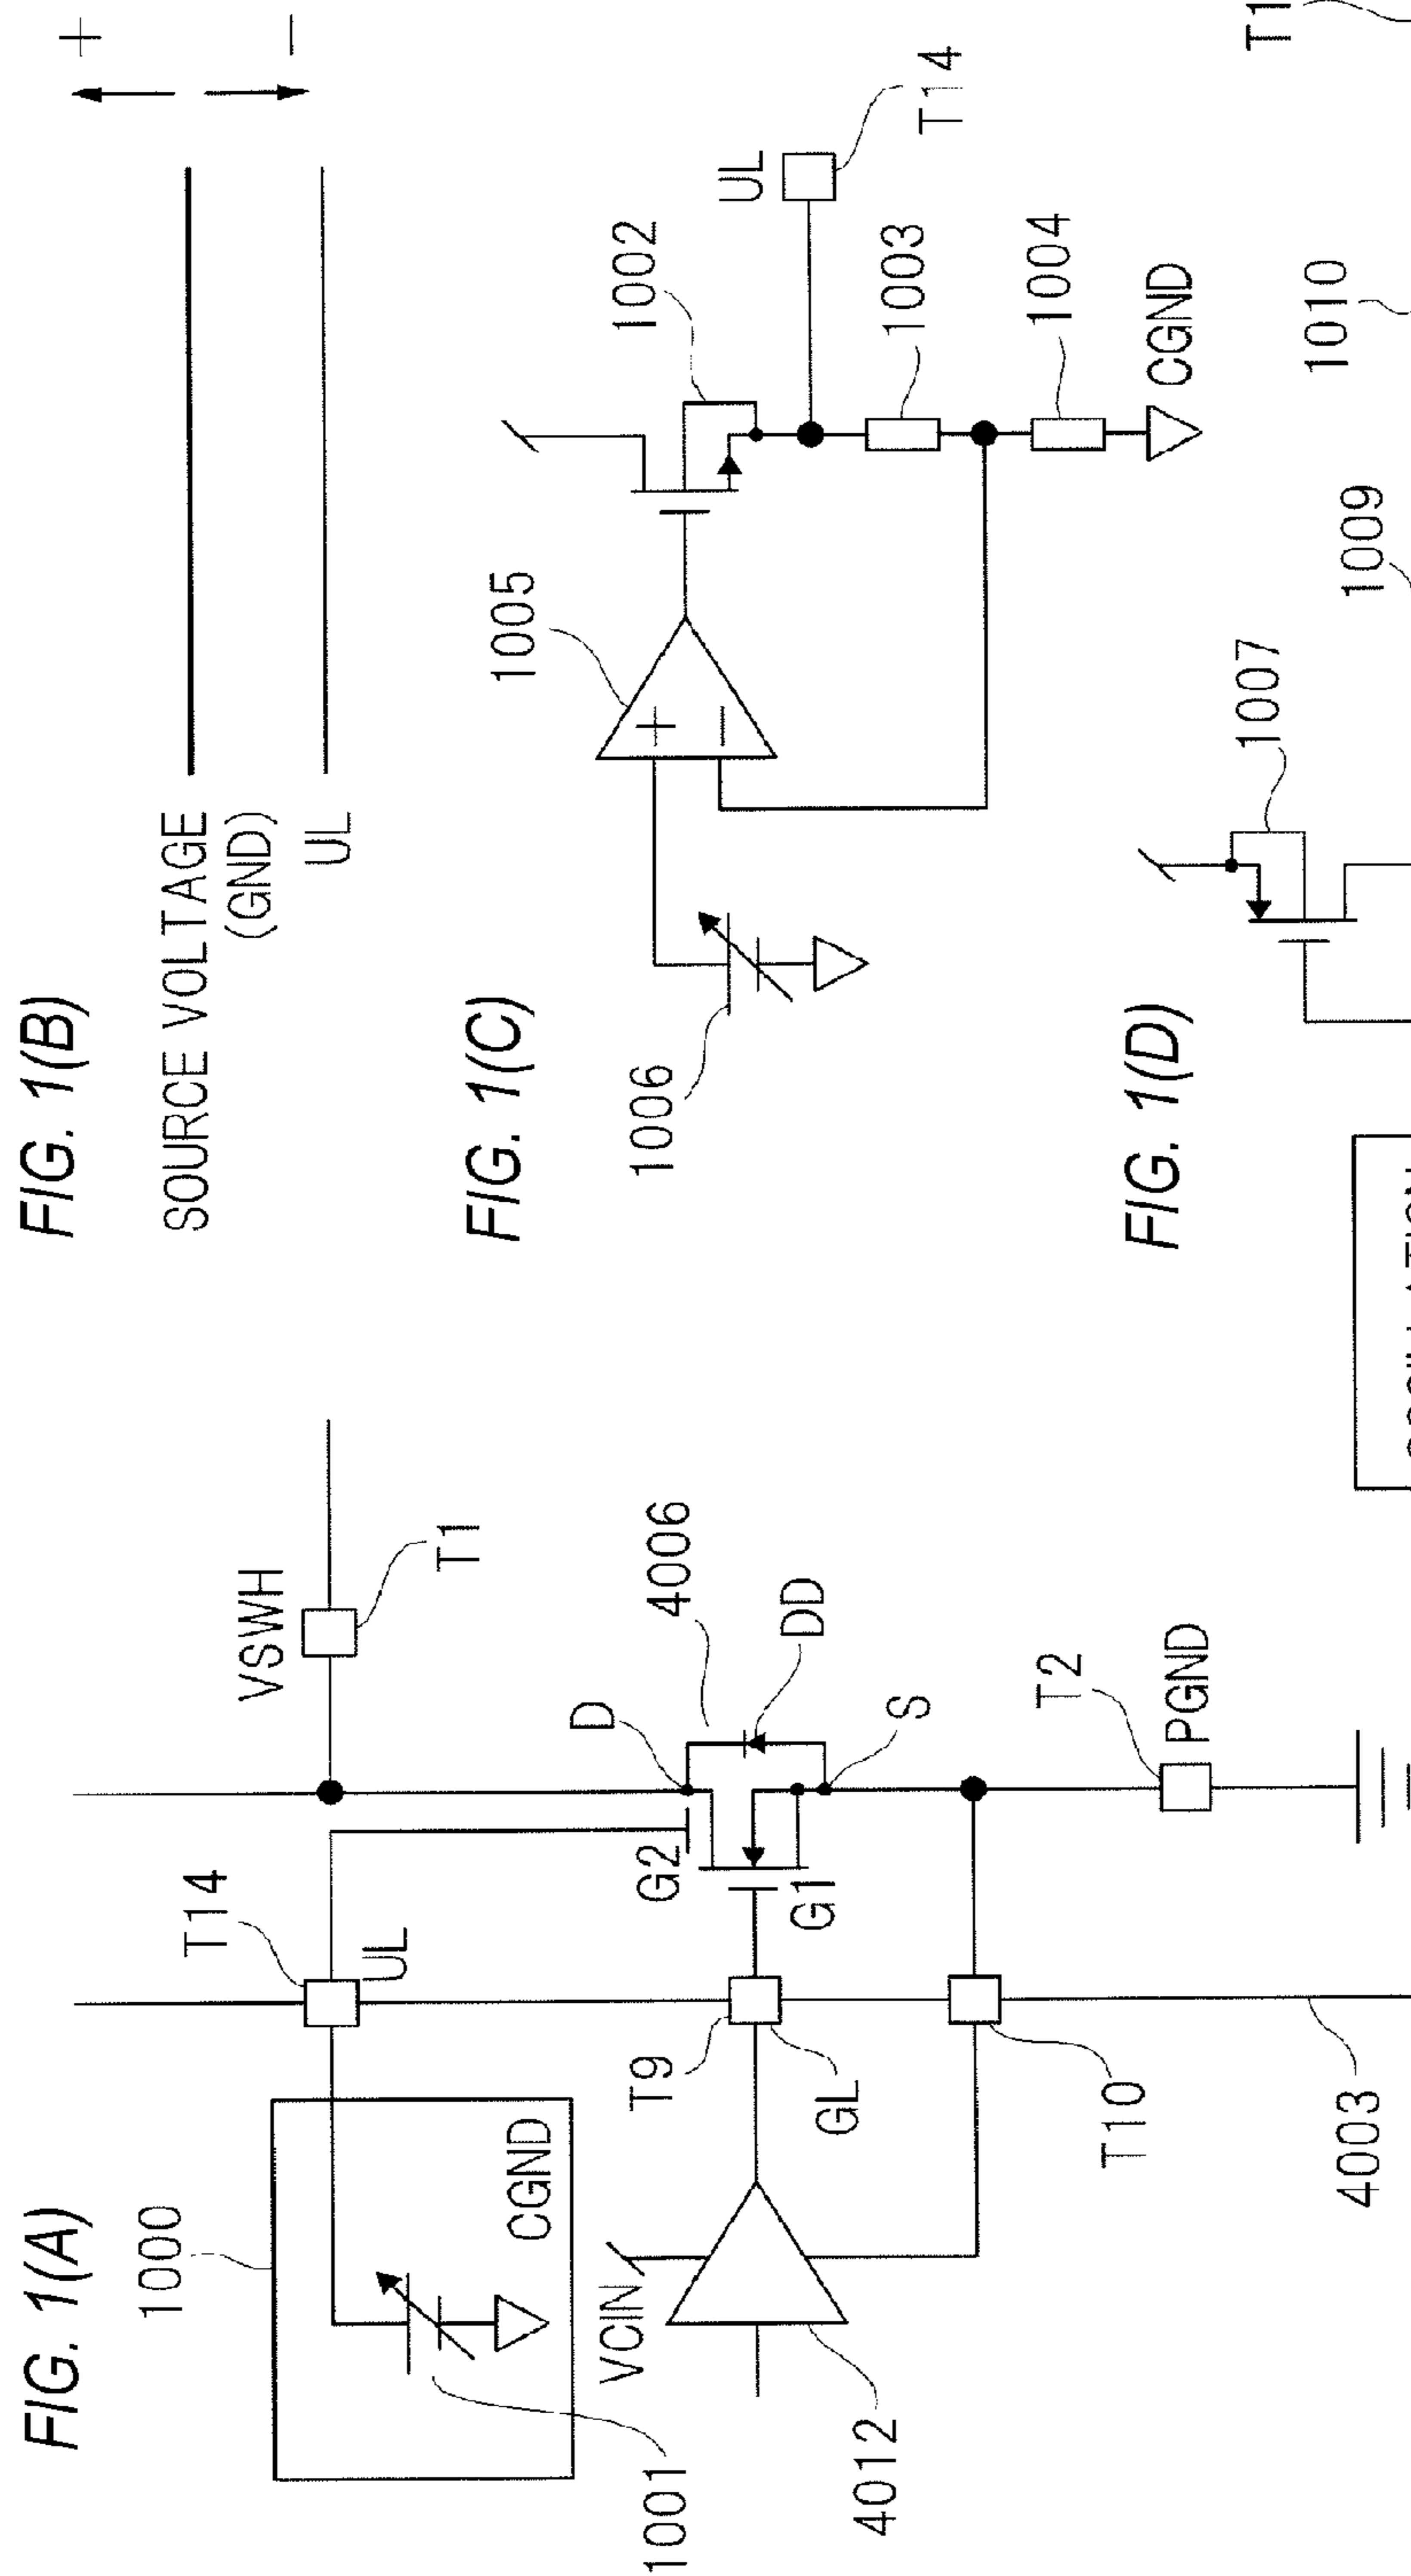 FIG. 1(A)
1000
T14
VSWH
UL
T1
1001
CGND
VCIN
D
4006
G2
DD
T9
G1
GL
S
4012
T10
T2
PGND
4003
FIG. 1(B)
SOURCE VOLTAGE
(GND)
UL
+
−
FIG. 1(C)
1005
1002
UL
T14
1006
+
−
1003
1004
CGND
FIG. 1(D)
1007
1009
1010